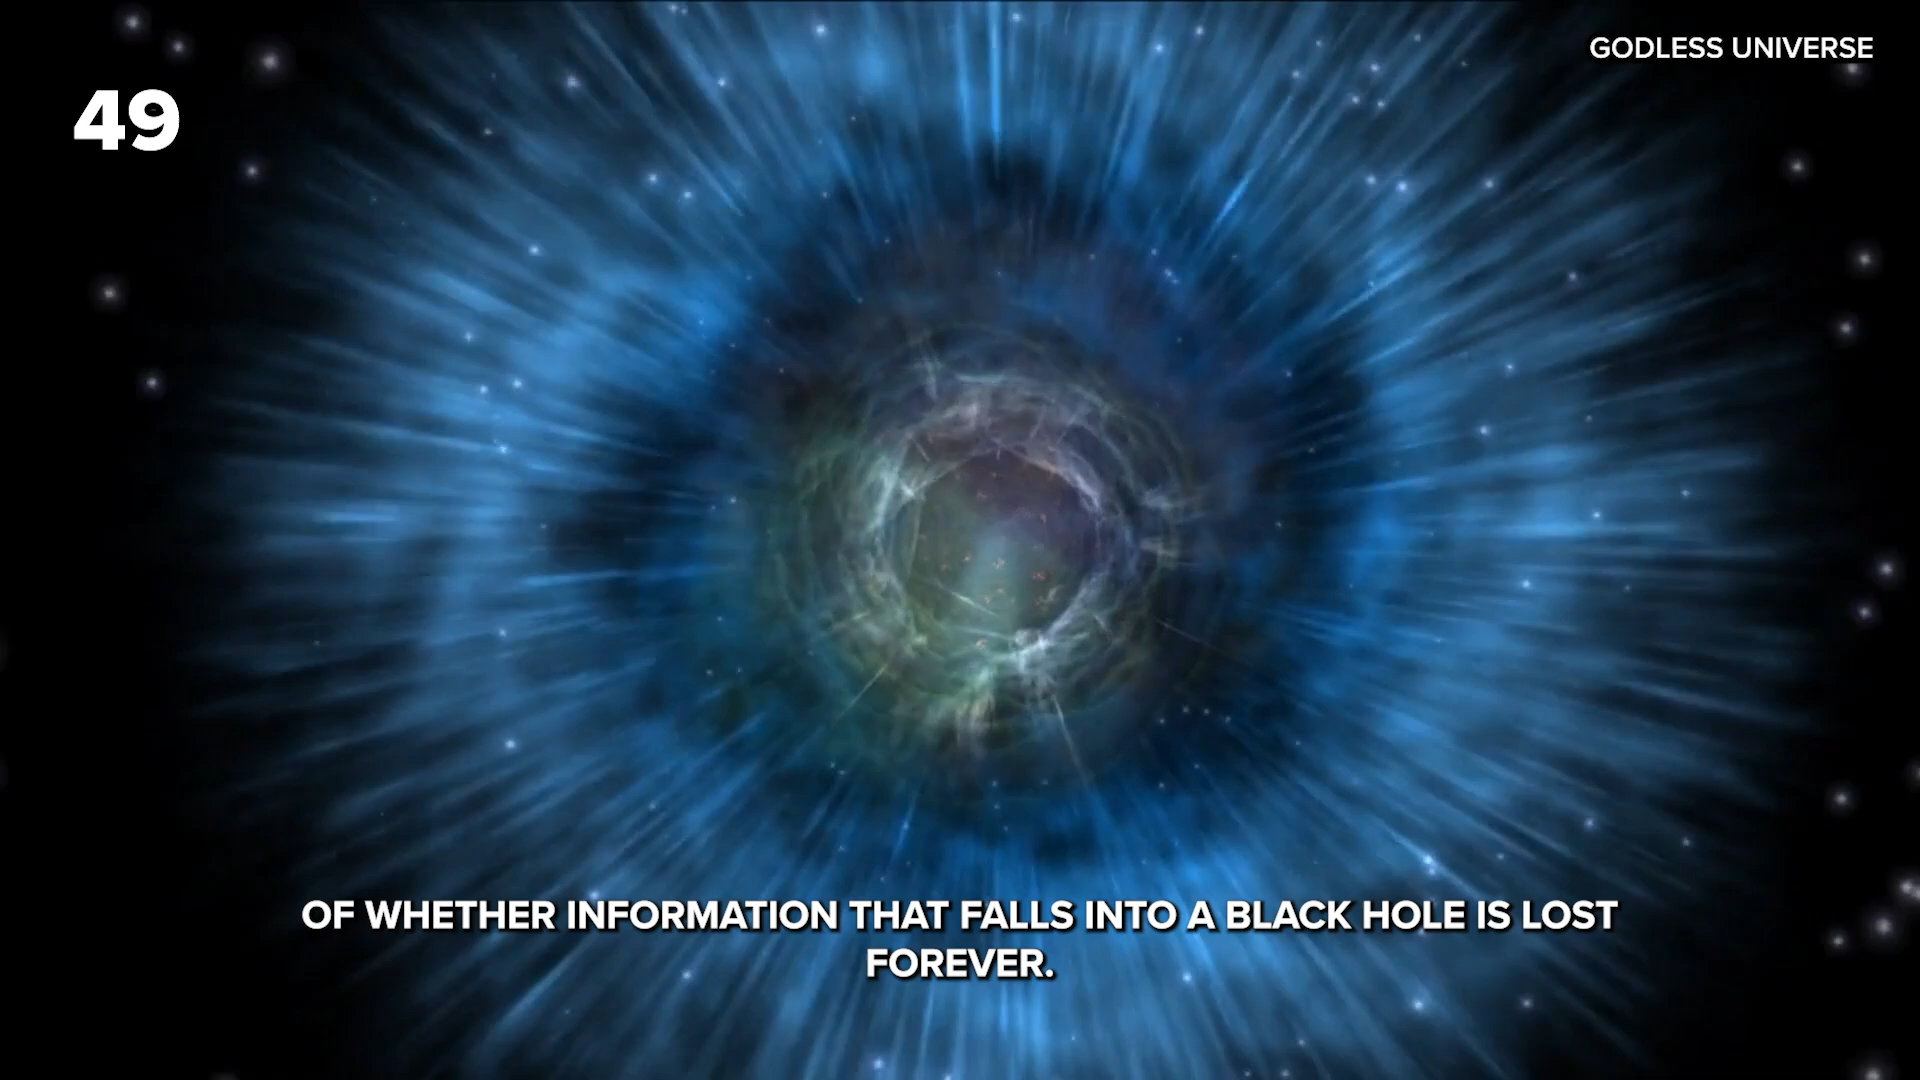 GODLESS UNIVERSE
49
OF WHETHER INFORMATION THAT FALLS INTO A BLACK HOLE IS LOST
FOREVER.